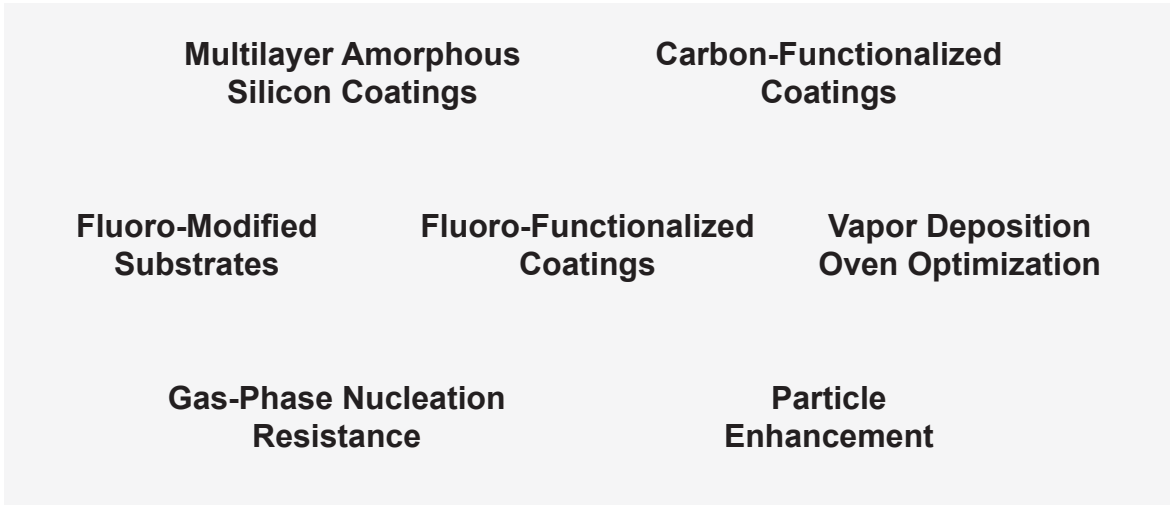 Multilayer Amorphous
Silicon Coatings
Carbon-Functionalized
Coatings
Fluoro-Modified
Substrates
Fluoro-Functionalized
Coatings
Vapor Deposition
Oven Optimization
Gas-Phase Nucleation
Resistance
Particle
Enhancement